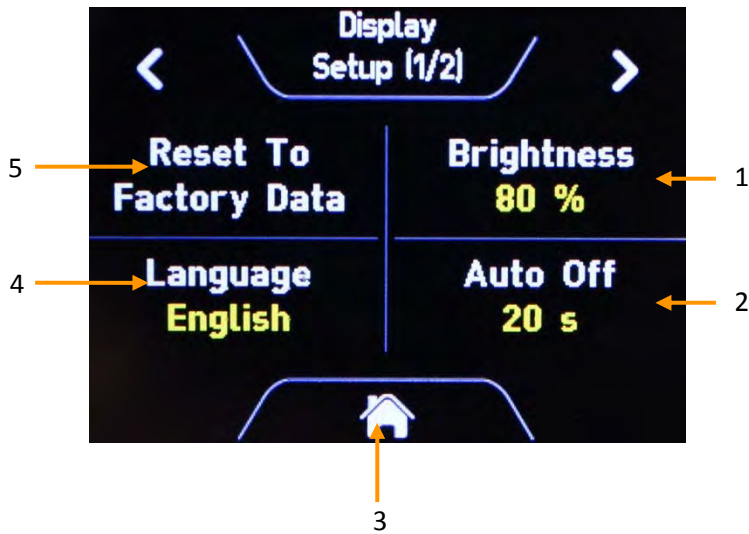 Display
Setup (1/2)
Reset To
Factory Data
Brightness
80 %
Language
English
Auto Off
20 s
5
1
4
2
3